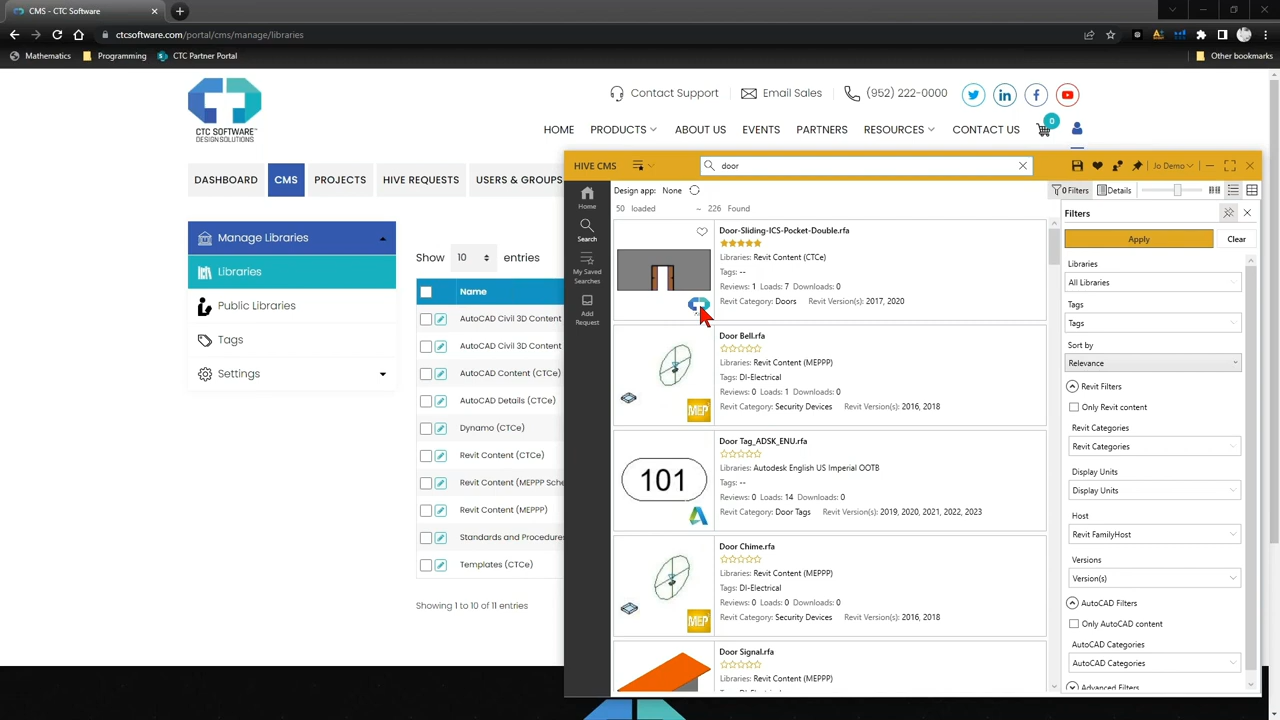 CMS - CTC Software
ctcsoftware.com/portal/cms/manage/libraries
Mathematics
Programming
CTC Partner Portal
Other bookmarks
CTC SOFTWARE™
DESIGN SOLUTIONS
Contact Support
Email Sales
(952) 222-0000
HOME
PRODUCTS
ABOUT US
EVENTS
PARTNERS
RESOURCES
CONTACT US
0
DASHBOARD
CMS
PROJECTS
HIVE REQUESTS
USERS & GROUPS
Manage Libraries
Libraries
Public Libraries
Tags
Settings
Show 10 entries
Name
AutoCAD Civil 3D Content
AutoCAD Civil 3D Content
AutoCAD Content (CTCe)
AutoCAD Details (CTCe)
Dynamo (CTCe)
Revit Content (CTCe)
Revit Content (MEPPP Sche
Revit Content (MEPPP)
Standards and Procedures
Templates (CTCe)
Showing 1 to 10 of 11 entries
HIVE CMS
door
Jo Demo
Design app: None
0 Filters
Details
50 loaded ~ 226 Found
Home
Search
My Saved
Searches
Add
Request
Door-Sliding-ICS-Pocket-Double.rfa
Libraries: Revit Content (CTCe)
Tags: --
Reviews: 1 Loads: 7 Downloads: 0
Revit Category: Doors Revit Version(s): 2017, 2020
Door Bell.rfa
Libraries: Revit Content (MEPPP)
Tags: DI-Electrical
Reviews: 0 Loads: 1 Downloads: 0
Revit Category: Security Devices Revit Version(s): 2016, 2018
MEP
Door Tag_ADSK_ENU.rfa
Libraries: Autodesk English US Imperial OOTB
Tags: --
Reviews: 0 Loads: 14 Downloads: 0
Revit Category: Door Tags Revit Version(s): 2019, 2020, 2021, 2022, 2023
101
Door Chime.rfa
Libraries: Revit Content (MEPPP)
Tags: DI-Electrical
Reviews: 0 Loads: 0 Downloads: 0
Revit Category: Security Devices Revit Version(s): 2016, 2018
MEP
Door Signal.rfa
Libraries: Revit Content (MEPPP)
Filters
Apply
Clear
Libraries
All Libraries
Tags
Tags
Sort by
Relevance
Revit Filters
Only Revit content
Revit Categories
Revit Categories
Display Units
Display Units
Host
Revit FamilyHost
Versions
Version(s)
AutoCAD Filters
Only AutoCAD content
AutoCAD Categories
AutoCAD Categories
Advanced Filters